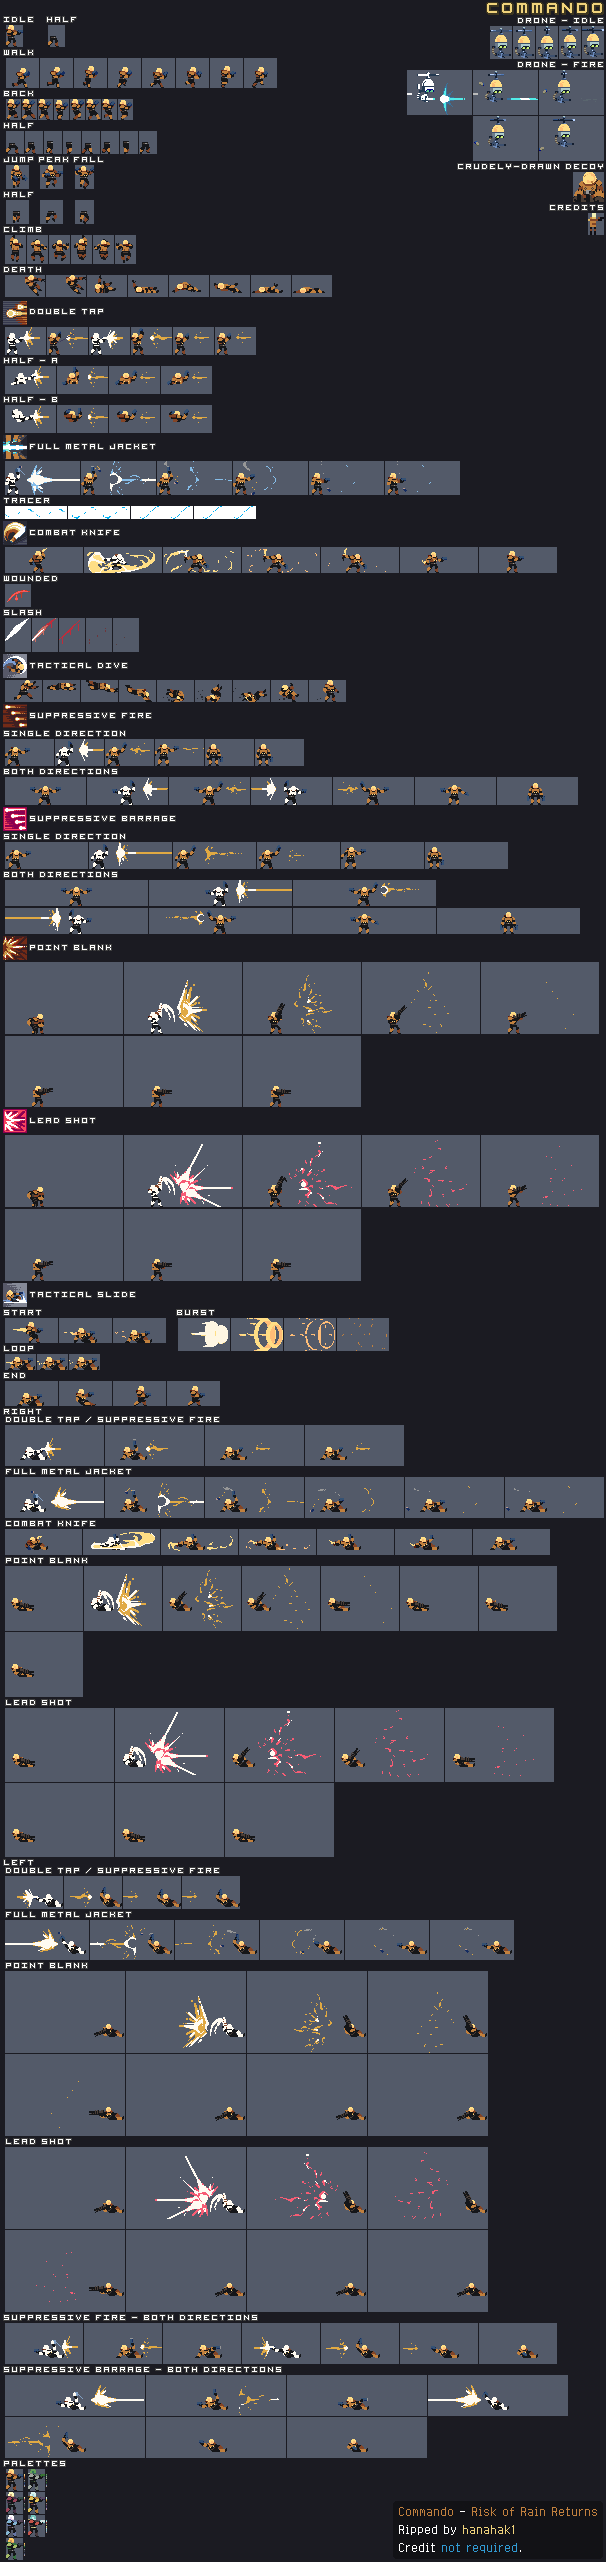 COMMANDO
IDLE HALF
DRONE - IDLE
WALK
DRONE - FIRE
BACK
HALF
JUMP PEAK FALL
CRUDELY-DRAWN DECOY
HALF
CREDITS
CLIMB
DEATH
DOUBLE TAP
HALF - A
HALF - B
FULL METAL JACKET
TRACER
COMBAT KNIFE
WOUNDED
SLASH
TACTICAL DIVE
SUPPRESSIVE FIRE
SINGLE DIRECTION
BOTH DIRECTIONS
SUPPRESSIVE BARRAGE
SINGLE DIRECTION
BOTH DIRECTIONS
POINT BLANK
LEAD SHOT
TACTICAL SLIDE
START BURST
LOOP
END
RIGHT
DOUBLE TAP / SUPPRESSIVE FIRE
FULL METAL JACKET
COMBAT KNIFE
POINT BLANK
LEAD SHOT
LEFT
DOUBLE TAP / SUPPRESSIVE FIRE
FULL METAL JACKET
POINT BLANK
LEAD SHOT
SUPPRESSIVE FIRE - BOTH DIRECTIONS
SUPPRESSIVE BARRAGE - BOTH DIRECTIONS
PALETTES
Commando - Risk of Rain Returns
Ripped by hanahak1
Credit not required.